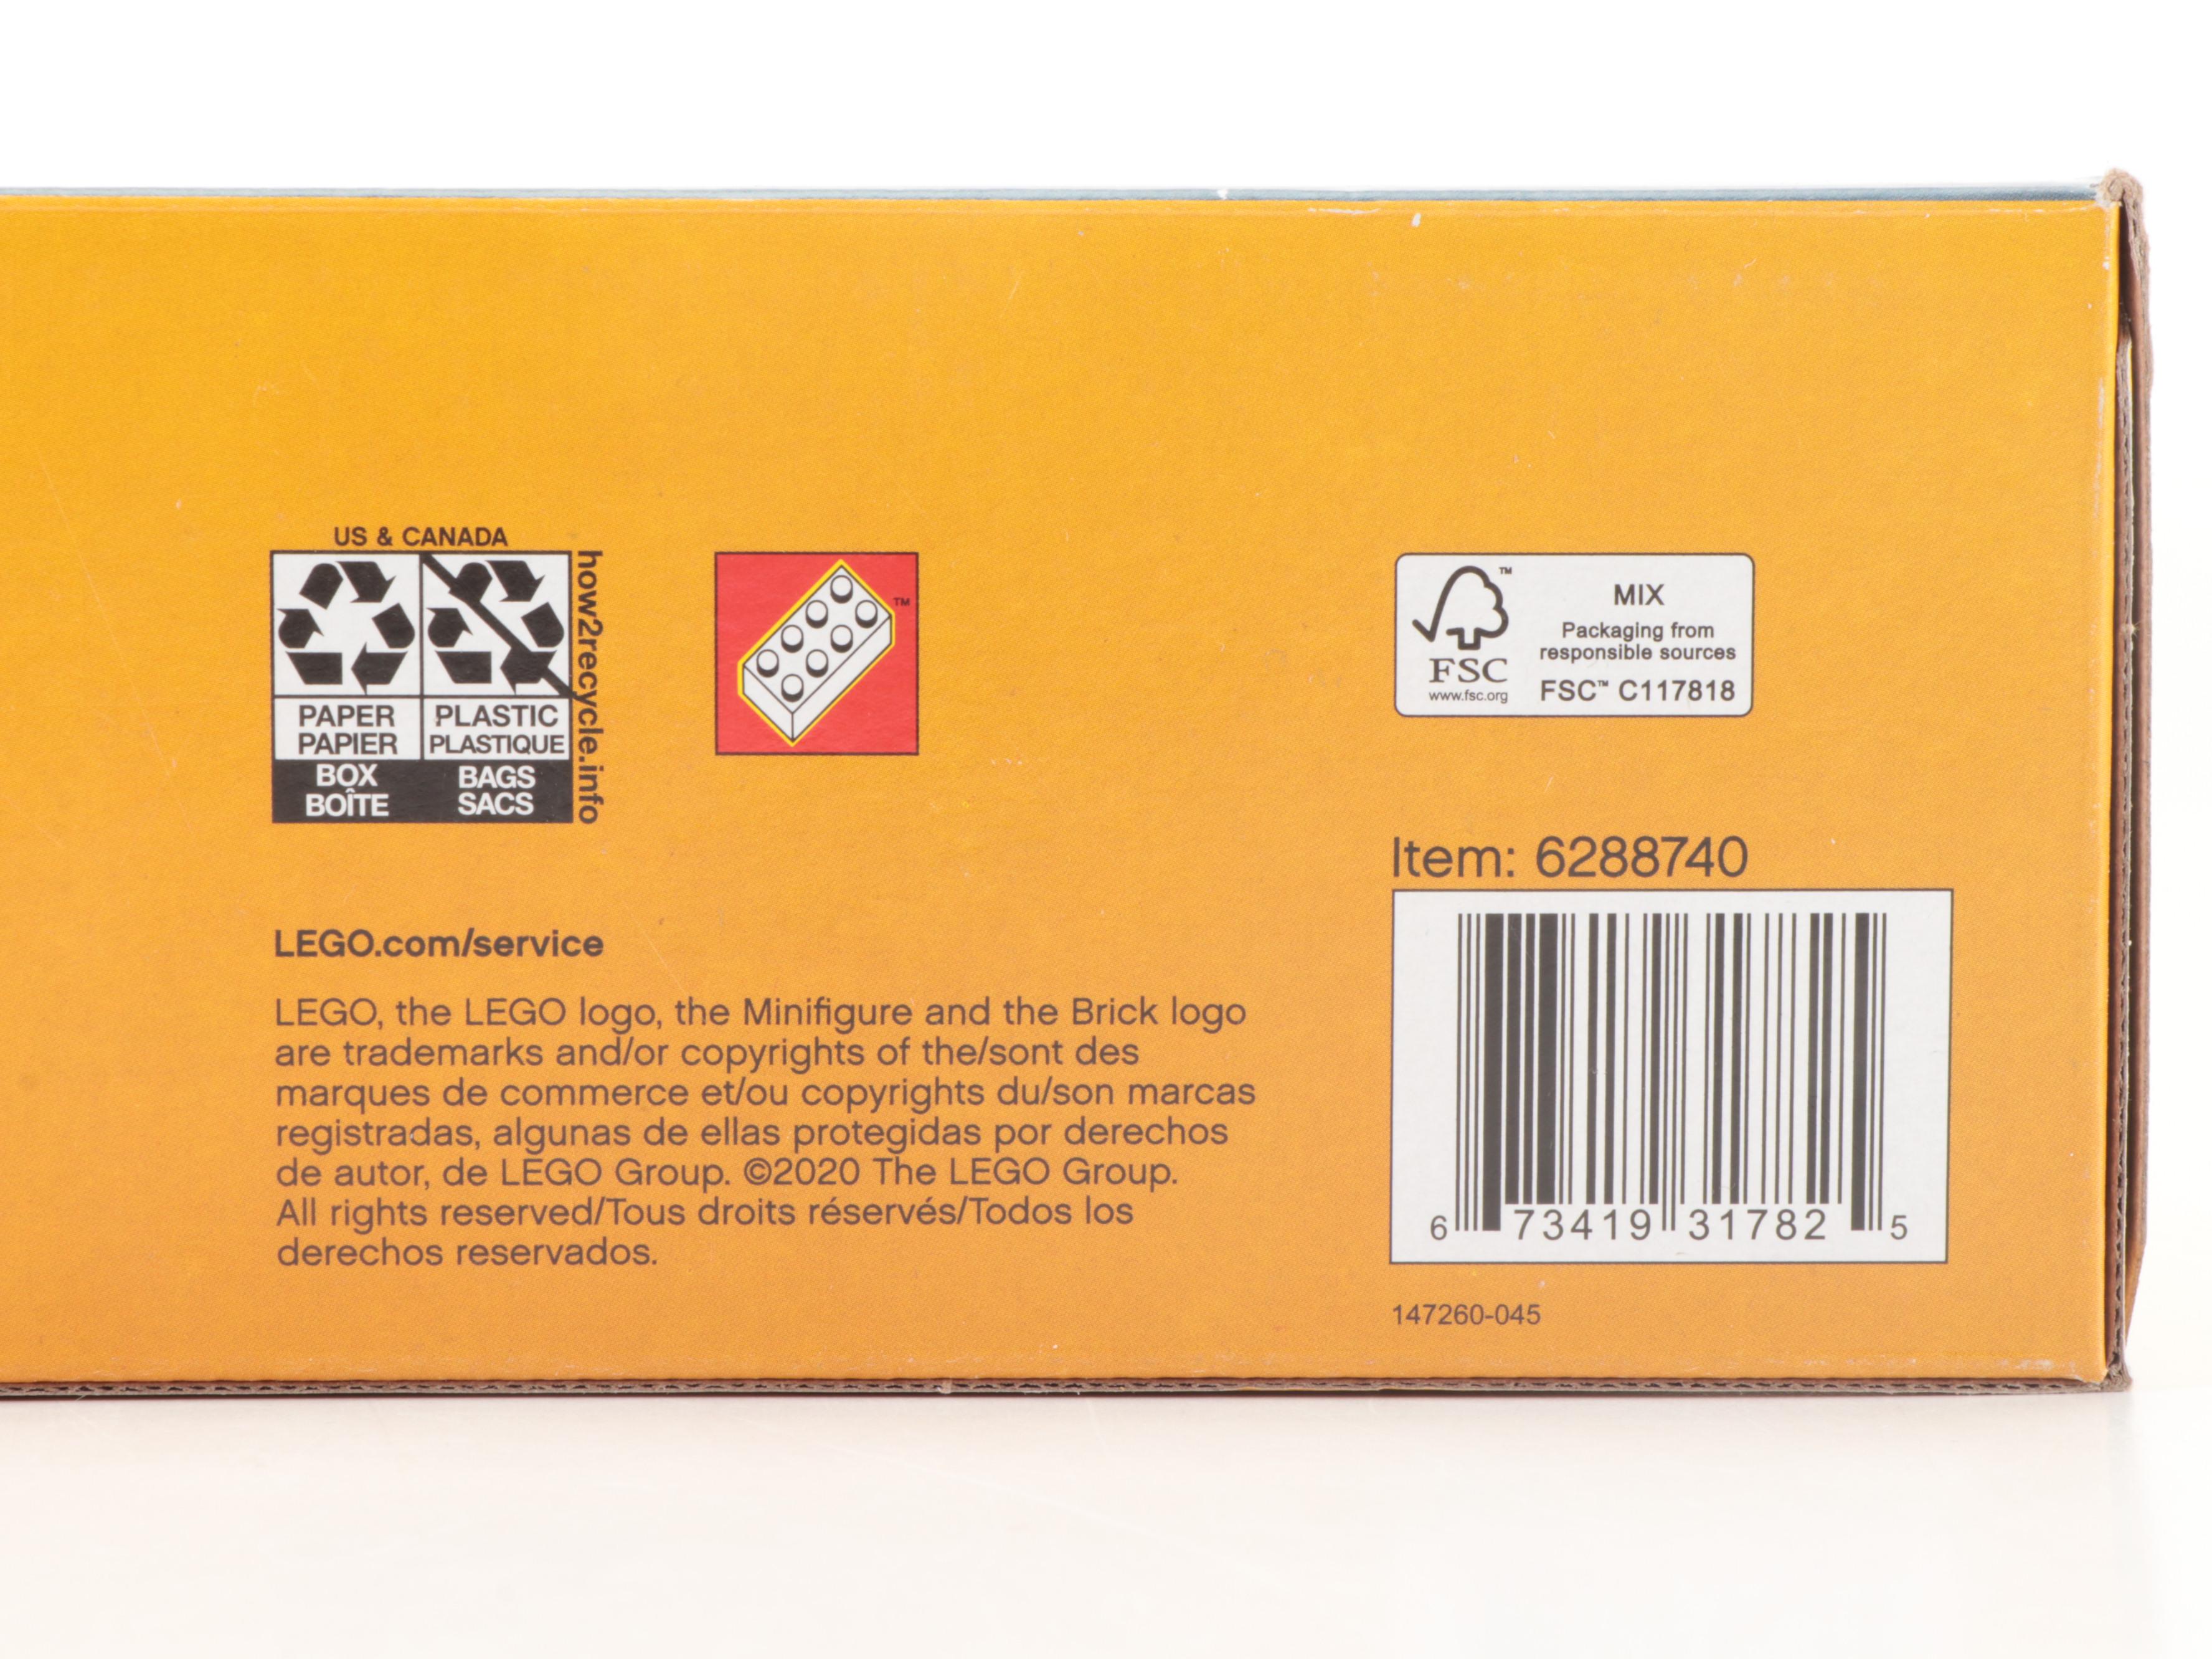 US & CANADA
PAPER
PAPIER
BOX
BOÎTE
PLASTIC
PLASTIQUE
BAGS
SACS
how2recycle.info
TM
TM
FSC
www.fsc.org
MIX
Packaging from
responsible sources
FSC™ C117818
LEGO.com/service
LEGO, the LEGO logo, the Minifigure and the Brick logo
are trademarks and/or copyrights of the/sont des
marques de commerce et/ou copyrights du/son marcas
registradas, algunas de ellas protegidas por derechos
de autor, de LEGO Group. ©2020 The LEGO Group.
All rights reserved/Tous droits réservés/Todos los
derechos reservados.
Item: 6288740
6 73419 31782 5
147260-045